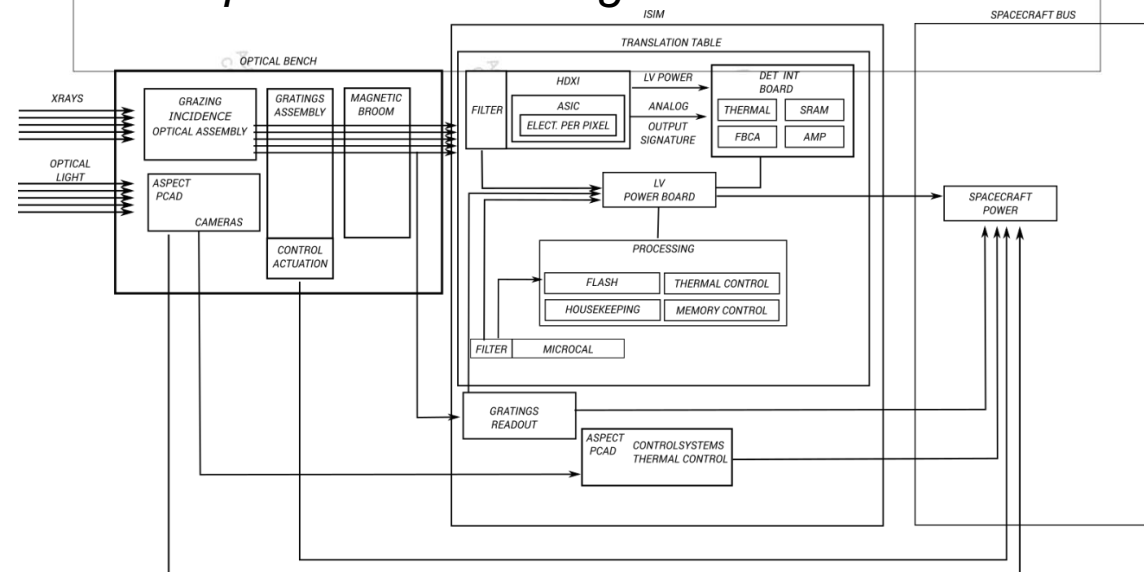 ISIM
SPACECRAFT BUS
TRANSLATION TABLE
OPTICAL BENCH
XRAYS
GRAZING
INCIDENCE
OPTICAL ASSEMBLY
GRATINGS
ASSEMBLY
MAGNETIC
BROOM
FILTER
HDXI
ASIC
ELECT. PER PIXEL
LV POWER
ANALOG
OUTPUT
SIGNATURE
DET INT
BOARD
THERMAL
SRAM
FBCA
AMP
OPTICAL
LIGHT
ASPECT
PCAD
CAMERAS
CONTROL
ACTUATION
LV
POWER BOARD
SPACECRAFT
POWER
PROCESSING
FLASH
THERMAL CONTROL
HOUSEKEEPING
MEMORY CONTROL
FILTER
MICROCAL
GRATINGS
READOUT
ASPECT
PCAD
CONTROLSYSTEMS
THERMAL CONTROL